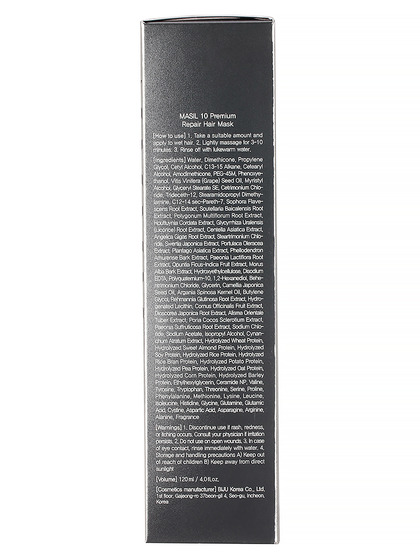 MASIL 10 Premium
Repair Hair Mask
[How to use] 1. Take a suitable amount and
apply to wet hair. 2. Lightly massage for 3-10
minutes. 3. Rinse off with lukewarm water.
[Ingredients] Water, Dimethicone, Propylene
Glycol, Cetyl Alcohol, C13-15 Alkane, Cetearyl
Alcohol, Amodimethicone, PEG-45M, Phenoxye-
thanol, Vitis Vinifera (Grape) Seed Oil, Myristyl
Alcohol, Glyceryl Stearate SE, Cetrimonium Chlo-
ride, Trideceth-12, Stearamidopropyl Dimethy-
lamine, C12-14 sec-Pareth-7, Sophora Flave-
scens Root Extract, Scutellaria Baicalensis Root
Extract, Polygonum Multiflorum Root Extract,
Houttuynia Cordata Extract, Glycyrrhiza Uralensis
(Licorice) Root Extract, Centella Asiatica Extract,
Angelica Gigas Root Extract, Steartrimonium Chlo-
ride, Swertia Japonica Extract, Portulaca Oleracea
Extract, Plantago Asiatica Extract, Phellodendron
Amurense Bark Extract, Paeonia Lactiflora Root
Extract, Opuntia Ficus-Indica Fruit Extract, Morus
Alba Bark Extract, Hydroxyethylcellulose, Disodium
EDTA, Polyquaternium-10, 1,2-Hexanediol, Behe-
ntrimonium Chloride, Glycerin, Camellia Japonica
Seed Oil, Argania Spinosa Kernel Oil, Butylene
Glycol, Rehmannia Glutinosa Root Extract, Hydro-
genated Lecithin, Cornus Officinalis Fruit Extract,
Dioscorea Japonica Root Extract, Alisma Orientale
Tuber Extract, Poria Cocos Sclerotium Extract,
Paeonia Suffruticosa Root Extract, Sodium Chlo-
ride, Sodium Acetate, Isopropyl Alcohol, Cynan-
chum Atratum Extract, Hydrolyzed Wheat Protein,
Hydrolyzed Sweet Almond Protein, Hydrolyzed
Soy Protein, Hydrolyzed Rice Protein, Hydrolyzed
Rice Bran Protein, Hydrolyzed Potato Protein,
Hydrolyzed Pea Protein, Hydrolyzed Oat Protein,
Hydrolyzed Corn Protein, Hydrolyzed Barley
Protein, Ethylhexylglycerin, Ceramide NP, Valine,
Tyrosine, Tryptophan, Threonine, Serine, Proline,
Phenylalanine, Methionine, Lysine, Leucine,
Isoleucine, Histidine, Glycine, Glutamine, Glutamic
Acid, Cystine, Aspartic Acid, Asparagine, Arginine,
Alanine, Fragrance
[Warnings] 1. Discontinue use if rash, redness,
or itching occurs. Consult your physician if irritation
persists. 2. Do not use on open wounds. 3. In case
of eye contact, rinse immediately with water.
4. Storage and handling precautions A) Keep out
of reach of children B) Keep away from direct
sunlight
[Volume] 120 ml / 4.0 fl.oz.
[Cosmetics manufacturer] BIJU Korea Co., Ltd.
1st floor, Gajeong-ro 37beon-gil 4, Seo-gu, Incheon,
Korea